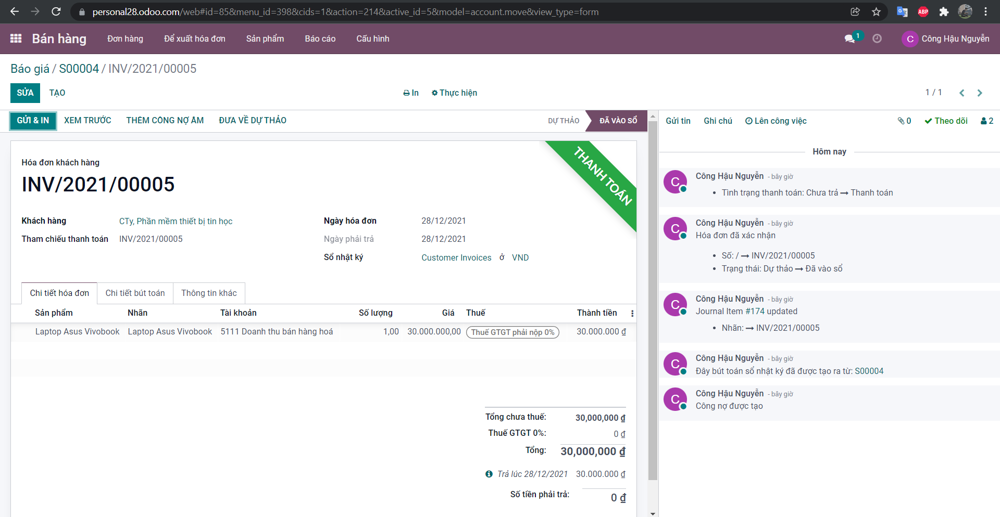 personal28.odoo.com/web#id=85&menu_id=398&cids=1&action=214&active_id=5&model=account.move&view_type=form
ABP
Bán hàng Đơn hàng Để xuất hóa đơn Sản phẩm Báo cáo Cấu hình 1 C Công Hậu Nguyễn
Báo giá / S00004 / INV/2021/00005
SỬA TẠO In Thực hiện 1 / 1
GỬI & IN XEM TRƯỚC THÊM CÔNG NỢ ÂM ĐƯA VỀ DỰ THẢO DỰ THẢO ĐÃ VÀO SỔ
Gửi tin Ghi chú Lên công việc 0 Theo dõi 2
THANH TOÁN
Hóa đơn khách hàng
INV/2021/00005
Khách hàng CTy, Phần mềm thiết bị tin học Ngày hóa đơn 28/12/2021
Tham chiếu thanh toán INV/2021/00005 Ngày phải trả 28/12/2021
Sổ nhật ký Customer Invoices ở VND
Chi tiết hóa đơn Chi tiết bút toán Thông tin khác
Sản phẩm Nhãn Tài khoản Số lượng Giá Thuế Thành tiền
Laptop Asus Vivobook Laptop Asus Vivobook 5111 Doanh thu bán hàng hoá 1,00 30.000.000,00 Thuế GTGT phải nộp 0% 30.000.000 ₫
Tổng chưa thuế: 30,000,000 ₫
Thuế GTGT 0%: 0 ₫
Tổng: 30,000,000 ₫
Trả lúc 28/12/2021 30.000.000 ₫
Số tiền phải trả: 0 ₫
Hôm nay
C Công Hậu Nguyễn - bây giờ
• Tình trạng thanh toán: Chưa trả → Thanh toán
C Công Hậu Nguyễn - bây giờ
Hóa đơn đã xác nhận
• Số: / → INV/2021/00005
• Trạng thái: Dự thảo → Đã vào sổ
C Công Hậu Nguyễn - bây giờ
Journal Item #174 updated
• Nhãn: → INV/2021/00005
C Công Hậu Nguyễn - bây giờ
Đây bút toán sổ nhật ký đã được tạo ra từ: S00004
C Công Hậu Nguyễn - bây giờ
Công nợ được tạo